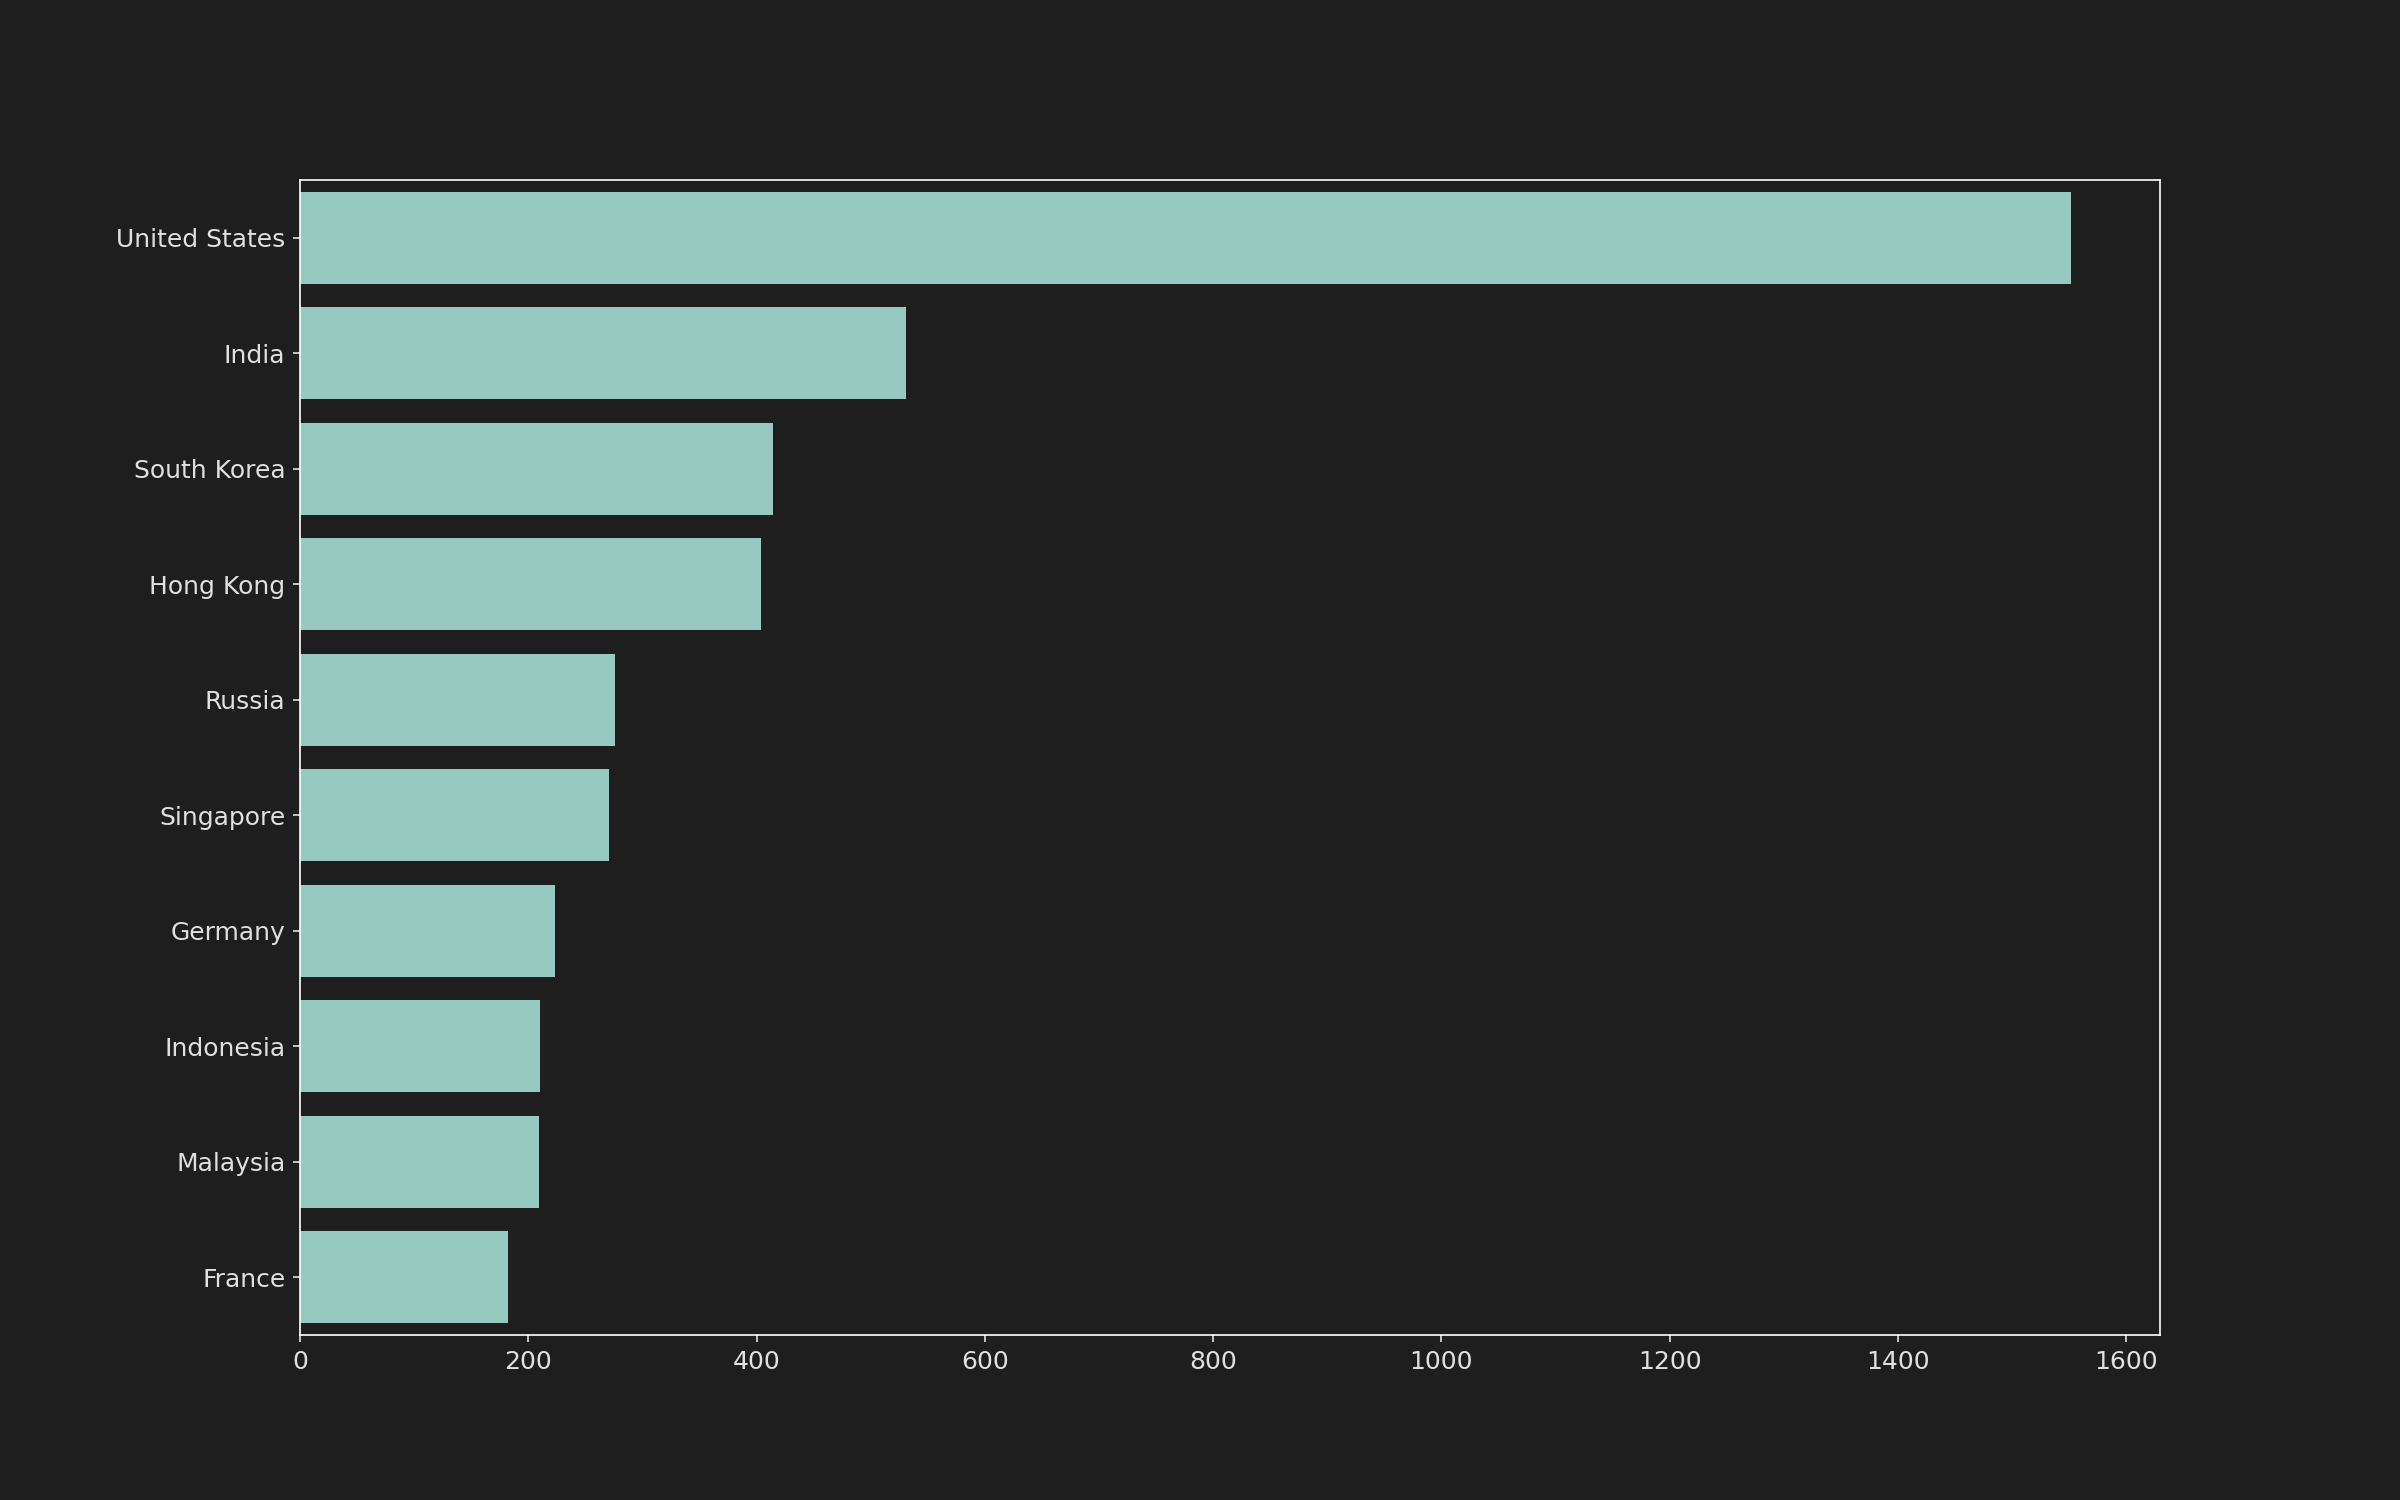 United States
India
South Korea
Hong Kong
Russia
Singapore
Germany
Indonesia
Malaysia
France
0 200 400 600 800 1000 1200 1400 1600